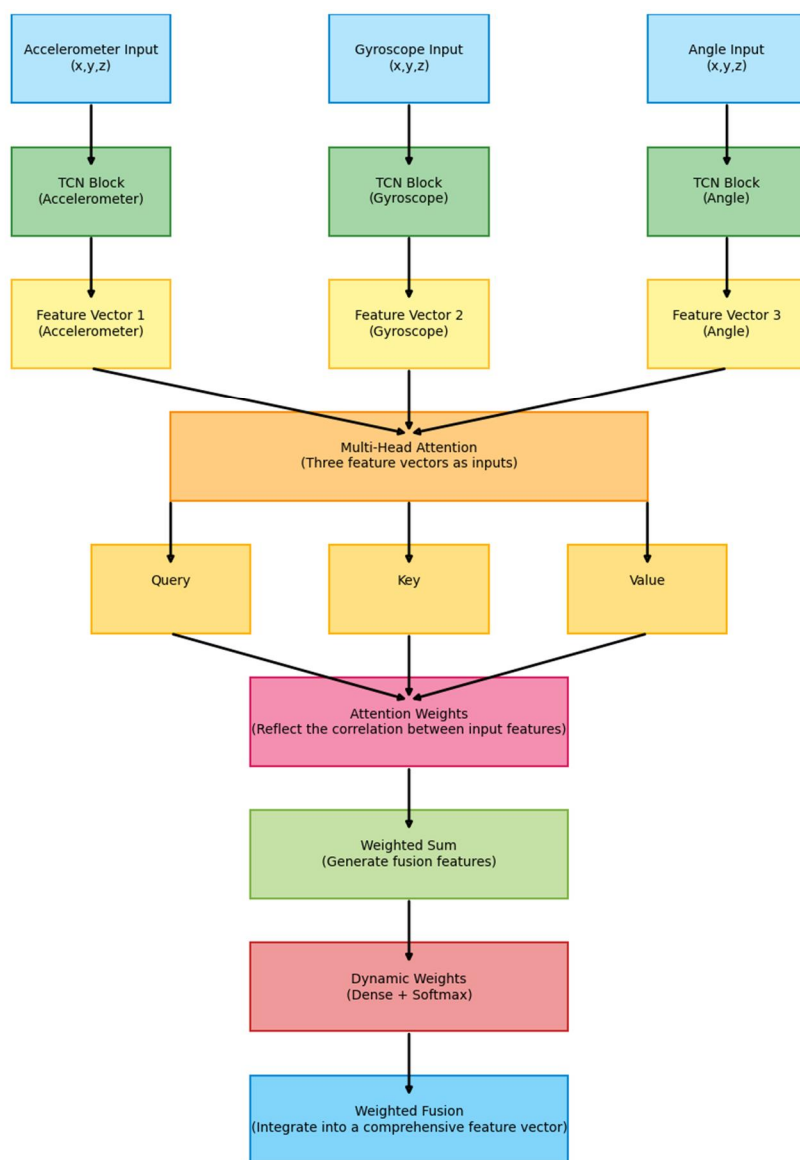 Accelerometer Input
(x,y,z)
Gyroscope Input
(x,y,z)
Angle Input
(x,y,z)
TCN Block
(Accelerometer)
TCN Block
(Gyroscope)
TCN Block
(Angle)
Feature Vector 1
(Accelerometer)
Feature Vector 2
(Gyroscope)
Feature Vector 3
(Angle)
Multi-Head Attention
(Three feature vectors as inputs)
Query
Key
Value
Attention Weights
(Reflect the correlation between input features)
Weighted Sum
(Generate fusion features)
Dynamic Weights
(Dense + Softmax)
Weighted Fusion
(Integrate into a comprehensive feature vector)